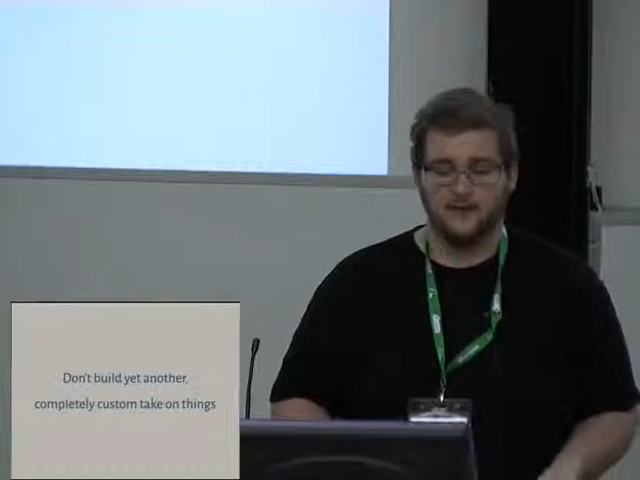 Don't build yet another,
completely custom take on things